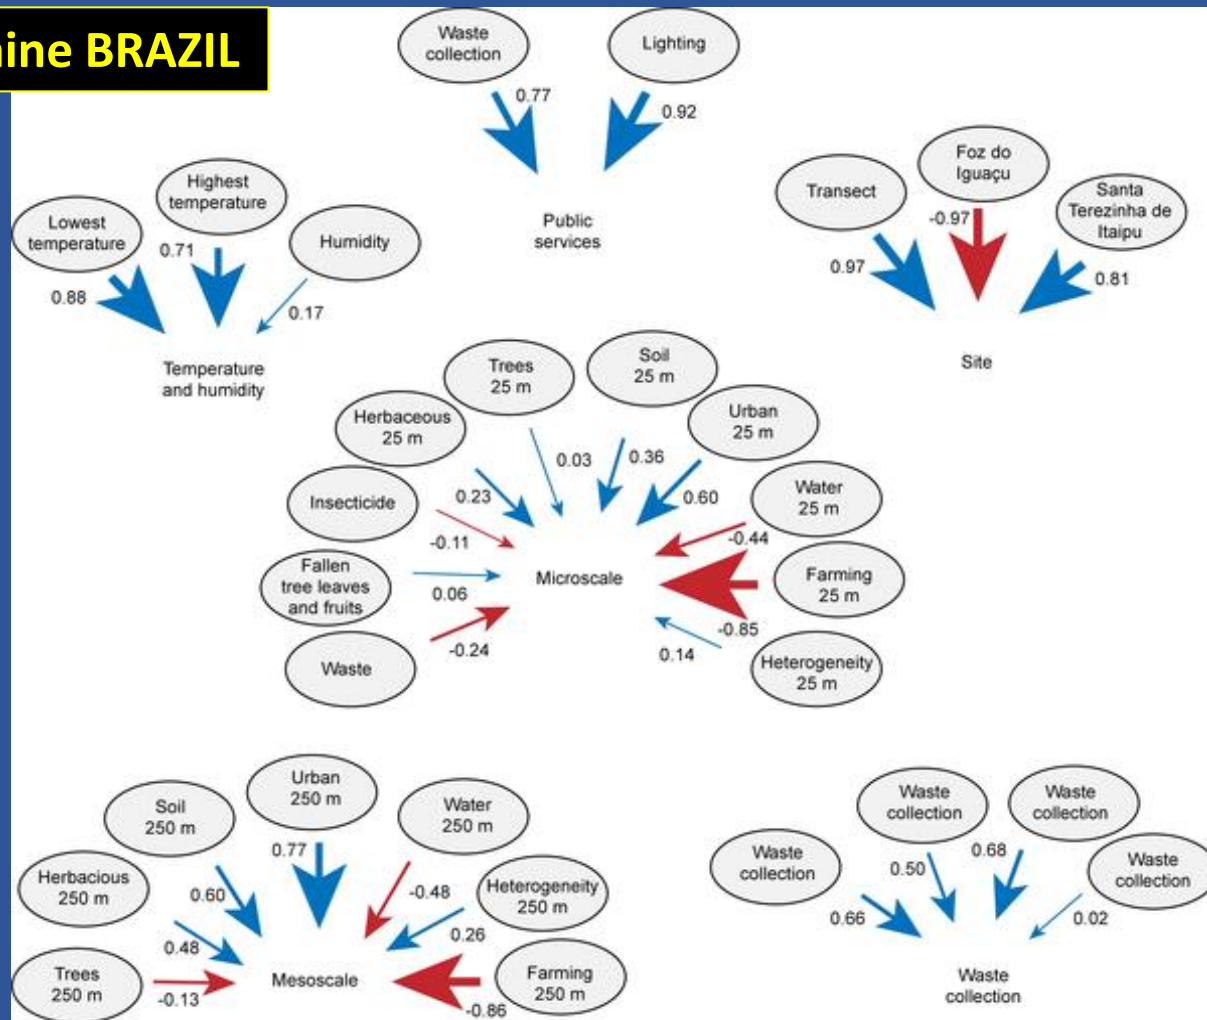 ine BRAZIL
Waste
collection
Lighting
0.77
0.92
Public
services
Lowest
temperature
Highest
temperature
Humidity
0.88
0.71
0.17
Temperature
and humidity
Transect
Foz do
Iguaçu
Santa
Terezinha de
Itaipu
0.97
-0.97
0.81
Site
Waste
Fallen
tree leaves
and fruits
Insecticide
Herbaceous
25 m
Trees
25 m
Soil
25 m
Urban
25 m
Water
25 m
Farming
25 m
Heterogeneity
25 m
-0.24
0.06
-0.11
0.23
0.03
0.36
0.60
-0.44
-0.85
0.14
Microscale
Trees
250 m
Herbacious
250 m
Soil
250 m
Urban
250 m
Water
250 m
Heterogeneity
250 m
Farming
250 m
-0.13
0.48
0.60
0.77
-0.48
0.26
-0.86
Mesoscale
Waste
collection
Waste
collection
Waste
collection
Waste
collection
0.66
0.50
0.68
0.02
Waste
collection